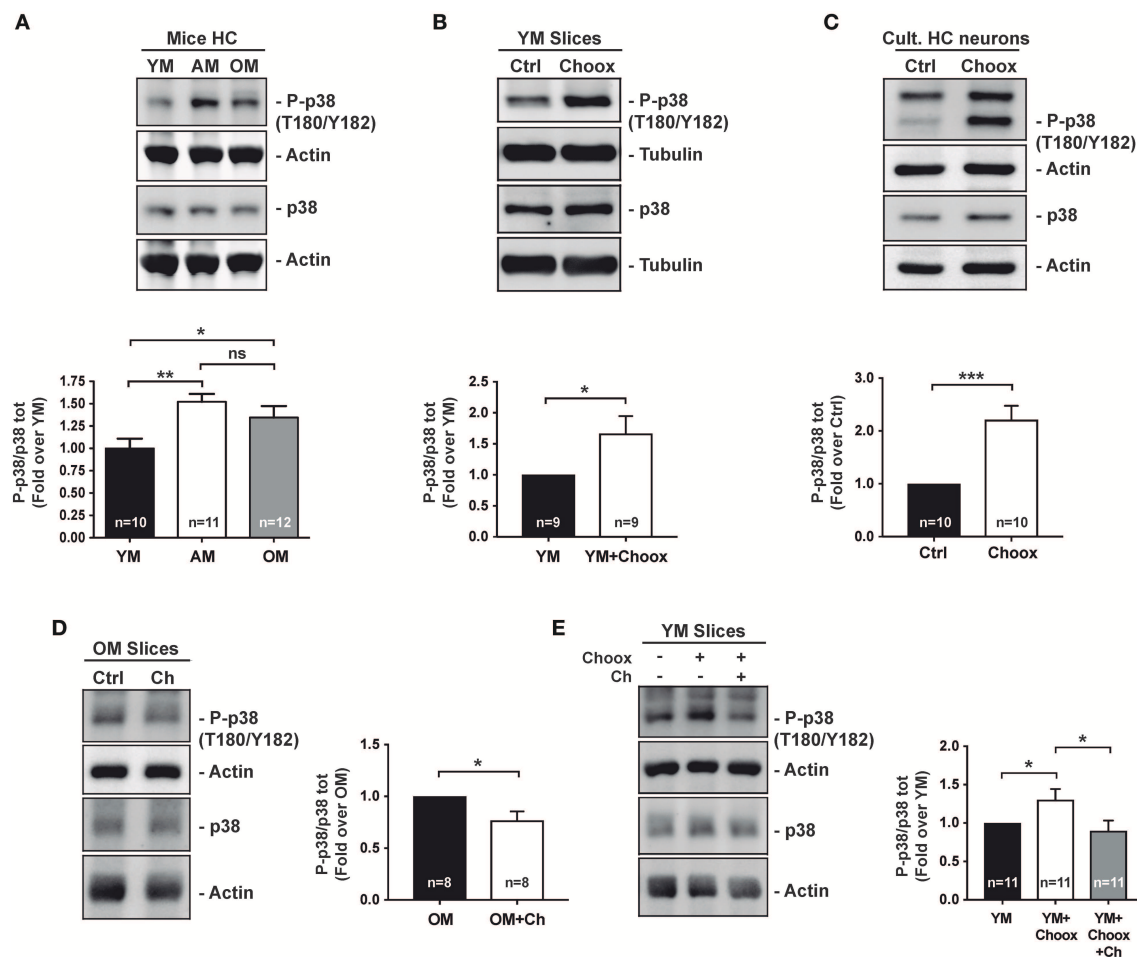 A
Mice HC
YM AM OM
- P-p38
(T180/Y182)
- Actin
- p38
- Actin
*
ns
**
P-p38/p38 tot
(Fold over YM)
1.75
1.50
1.25
1.00
0.75
0.50
0.25
0.00
n=10
n=11
n=12
YM
AM
OM
B
YM Slices
Ctrl Choox
- P-p38
(T180/Y182)
- Tubulin
- p38
- Tubulin
*
P-p38/p38 tot
(Fold over YM)
2.5
2.0
1.5
1.0
0.5
0.0
n=9
n=9
YM
YM+Choox
C
Cult. HC neurons
Ctrl Choox
- P-p38
(T180/Y182)
- Actin
- p38
- Actin
***
P-p38/p38 tot
(Fold over Ctrl)
3.0
2.0
1.0
0.0
n=10
n=10
Ctrl
Choox
D
OM Slices
Ctrl Ch
- P-p38
(T180/Y182)
- Actin
- p38
- Actin
*
P-p38/p38 tot
(Fold over OM)
1.5
1.0
0.5
0.0
n=8
n=8
OM
OM+Ch
E
YM Slices
Choox - + +
Ch - - +
- P-p38
(T180/Y182)
- Actin
- p38
- Actin
*
*
P-p38/p38 tot
(Fold over YM)
2.0
1.5
1.0
0.5
0.0
n=11
n=11
n=11
YM
YM+
Choox
YM+
Choox
+Ch